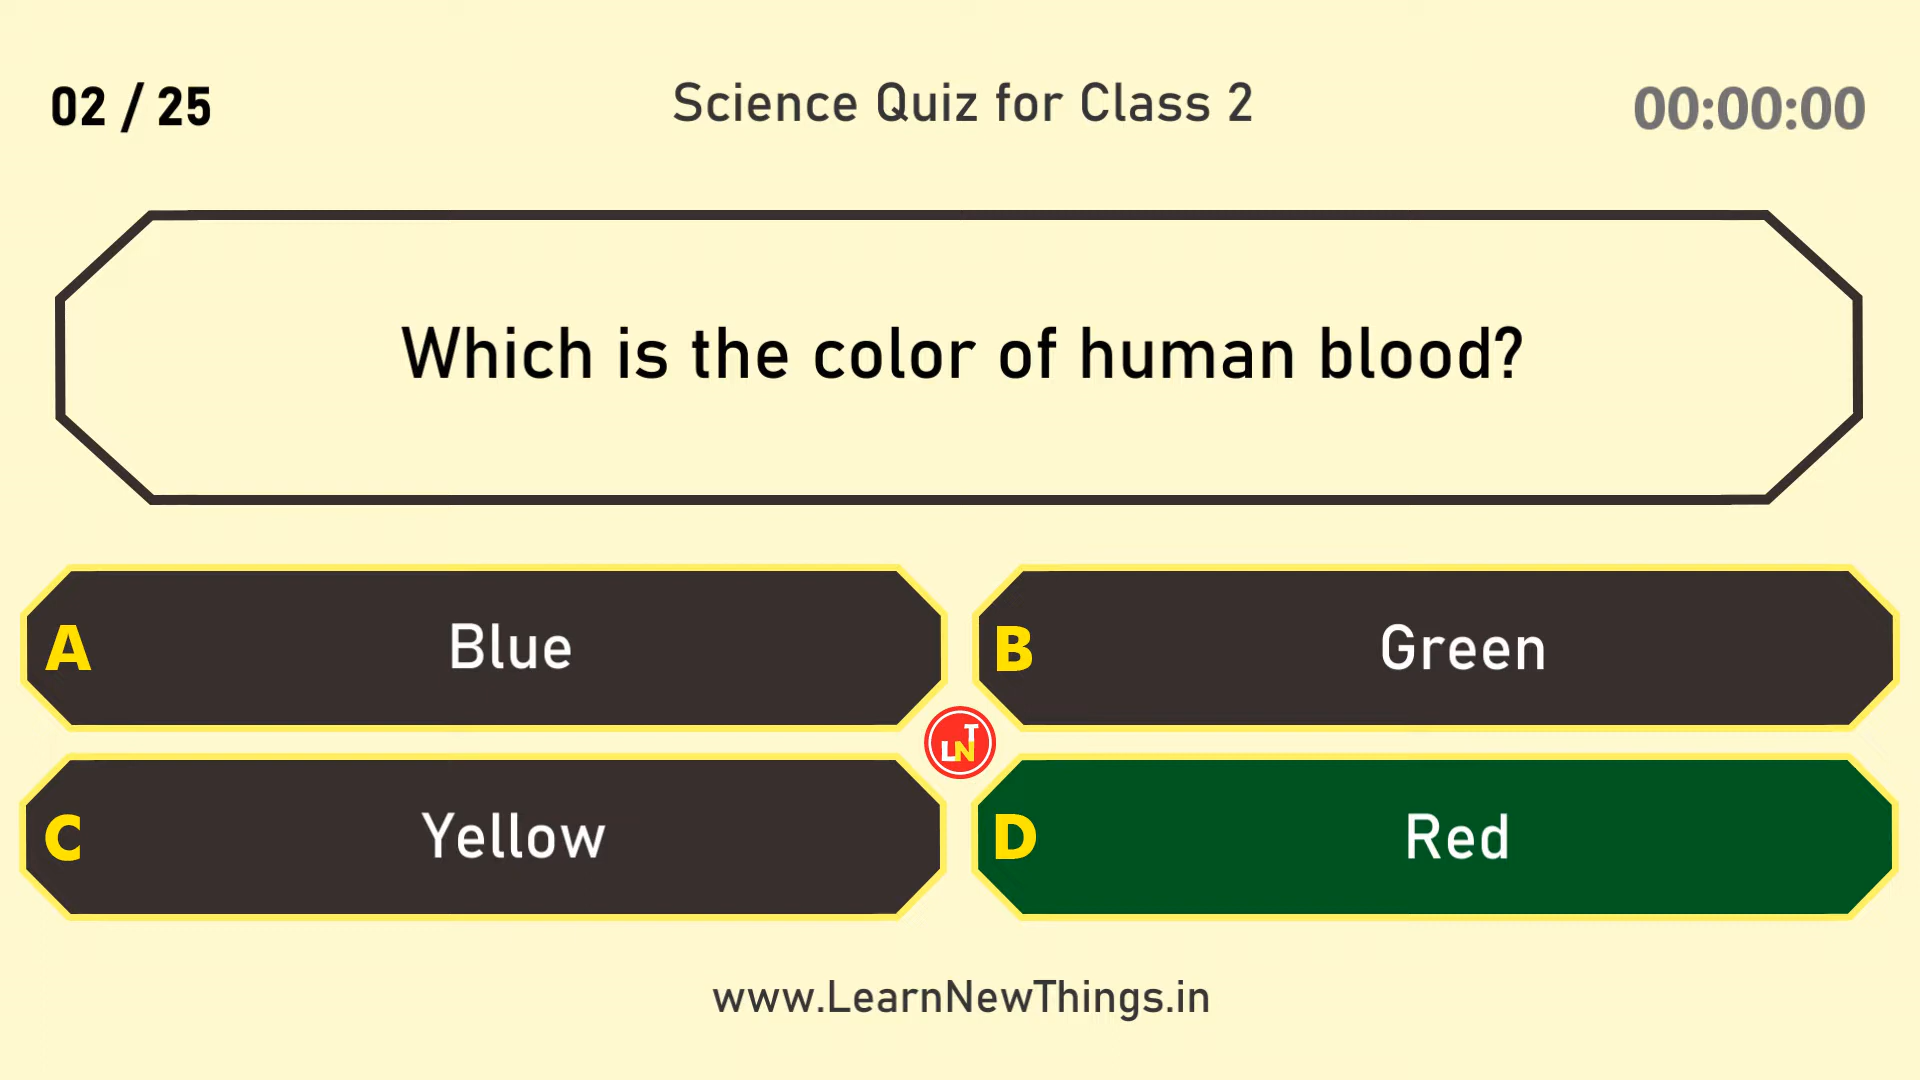 02 / 25
Science Quiz for Class 2
00:00:00
Which is the color of human blood?
A Blue
B Green
LNT
C Yellow
D Red
www.LearnNewThings.in